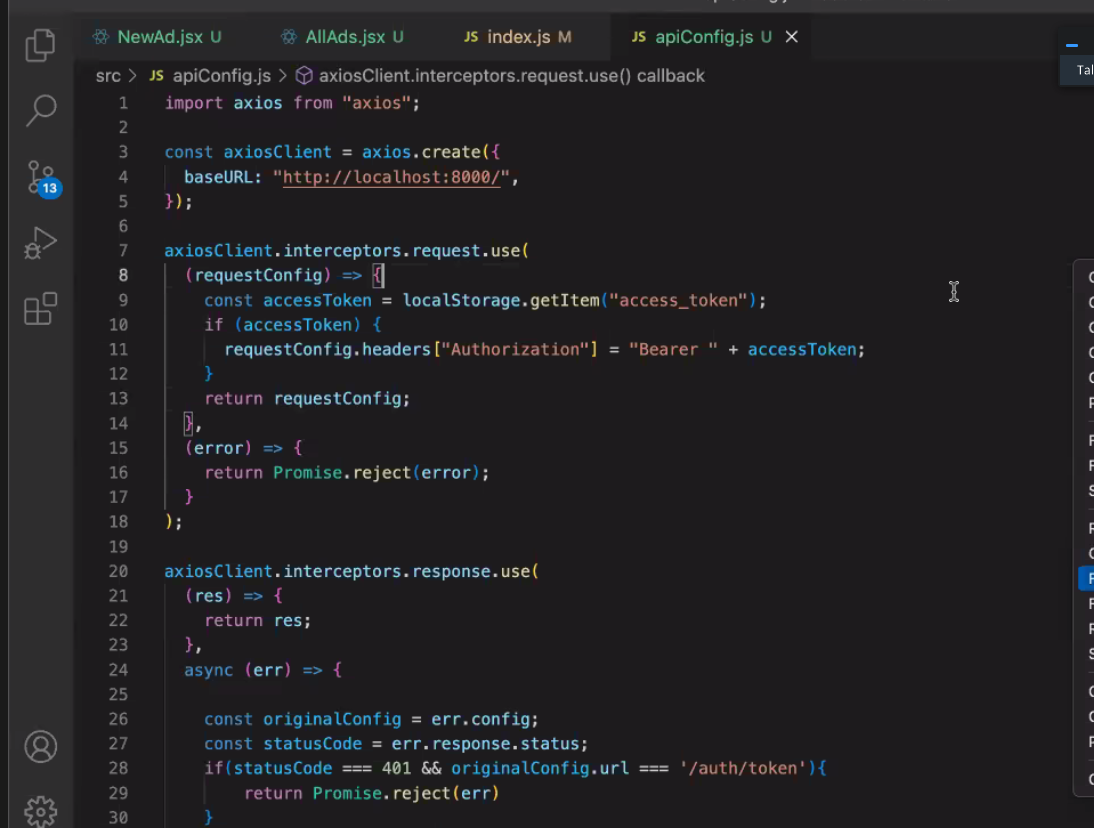 NewAd.jsx U
AllAds.jsx U
JS index.js M
JS apiConfig.js U
src > JS apiConfig.js > axiosClient.interceptors.request.use() callback
Tal
13
1 import axios from "axios";
2
3 const axiosClient = axios.create({
4 baseURL: "http://localhost:8000/",
5 });
6
7 axiosClient.interceptors.request.use(
8 (requestConfig) => {
9 const accessToken = localStorage.getItem("access_token");
10 if (accessToken) {
11 requestConfig.headers["Authorization"] = "Bearer " + accessToken;
12 }
13 return requestConfig;
14 },
15 (error) => {
16 return Promise.reject(error);
17 }
18 );
19
20 axiosClient.interceptors.response.use(
21 (res) => {
22 return res;
23 },
24 async (err) => {
25
26 const originalConfig = err.config;
27 const statusCode = err.response.status;
28 if(statusCode === 401 && originalConfig.url === '/auth/token'){
29 return Promise.reject(err)
30 }